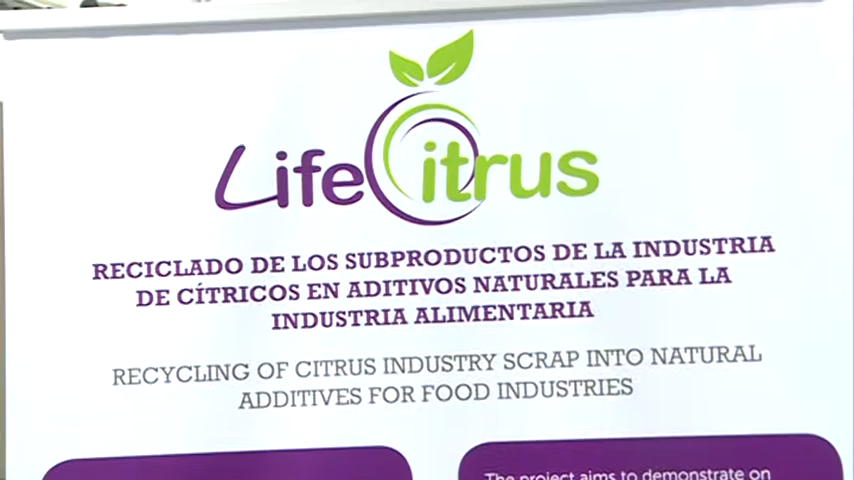 LifeCitrus
RECICLADO DE LOS SUBPRODUCTOS DE LA INDUSTRIA
DE CÍTRICOS EN ADITIVOS NATURALES PARA LA
INDUSTRIA ALIMENTARIA
RECYCLING OF CITRUS INDUSTRY SCRAP INTO NATURAL
ADDITIVES FOR FOOD INDUSTRIES
The project aims to demonstrate on